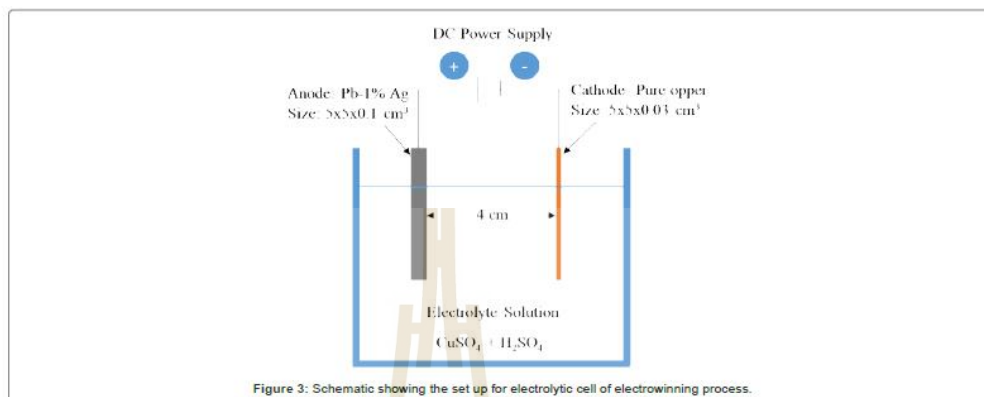 DC Power Supply
+
-
Anode: Pb-1% Ag
Size: 5x5x0.1 cm³
Cathode: Pure opper
Size: 5x5x0.03 cm³
4 cm
Electrolyte Solution
CuSO₄ + H₂SO₄
Figure 3: Schematic showing the set up for electrolytic cell of electrowinning process.